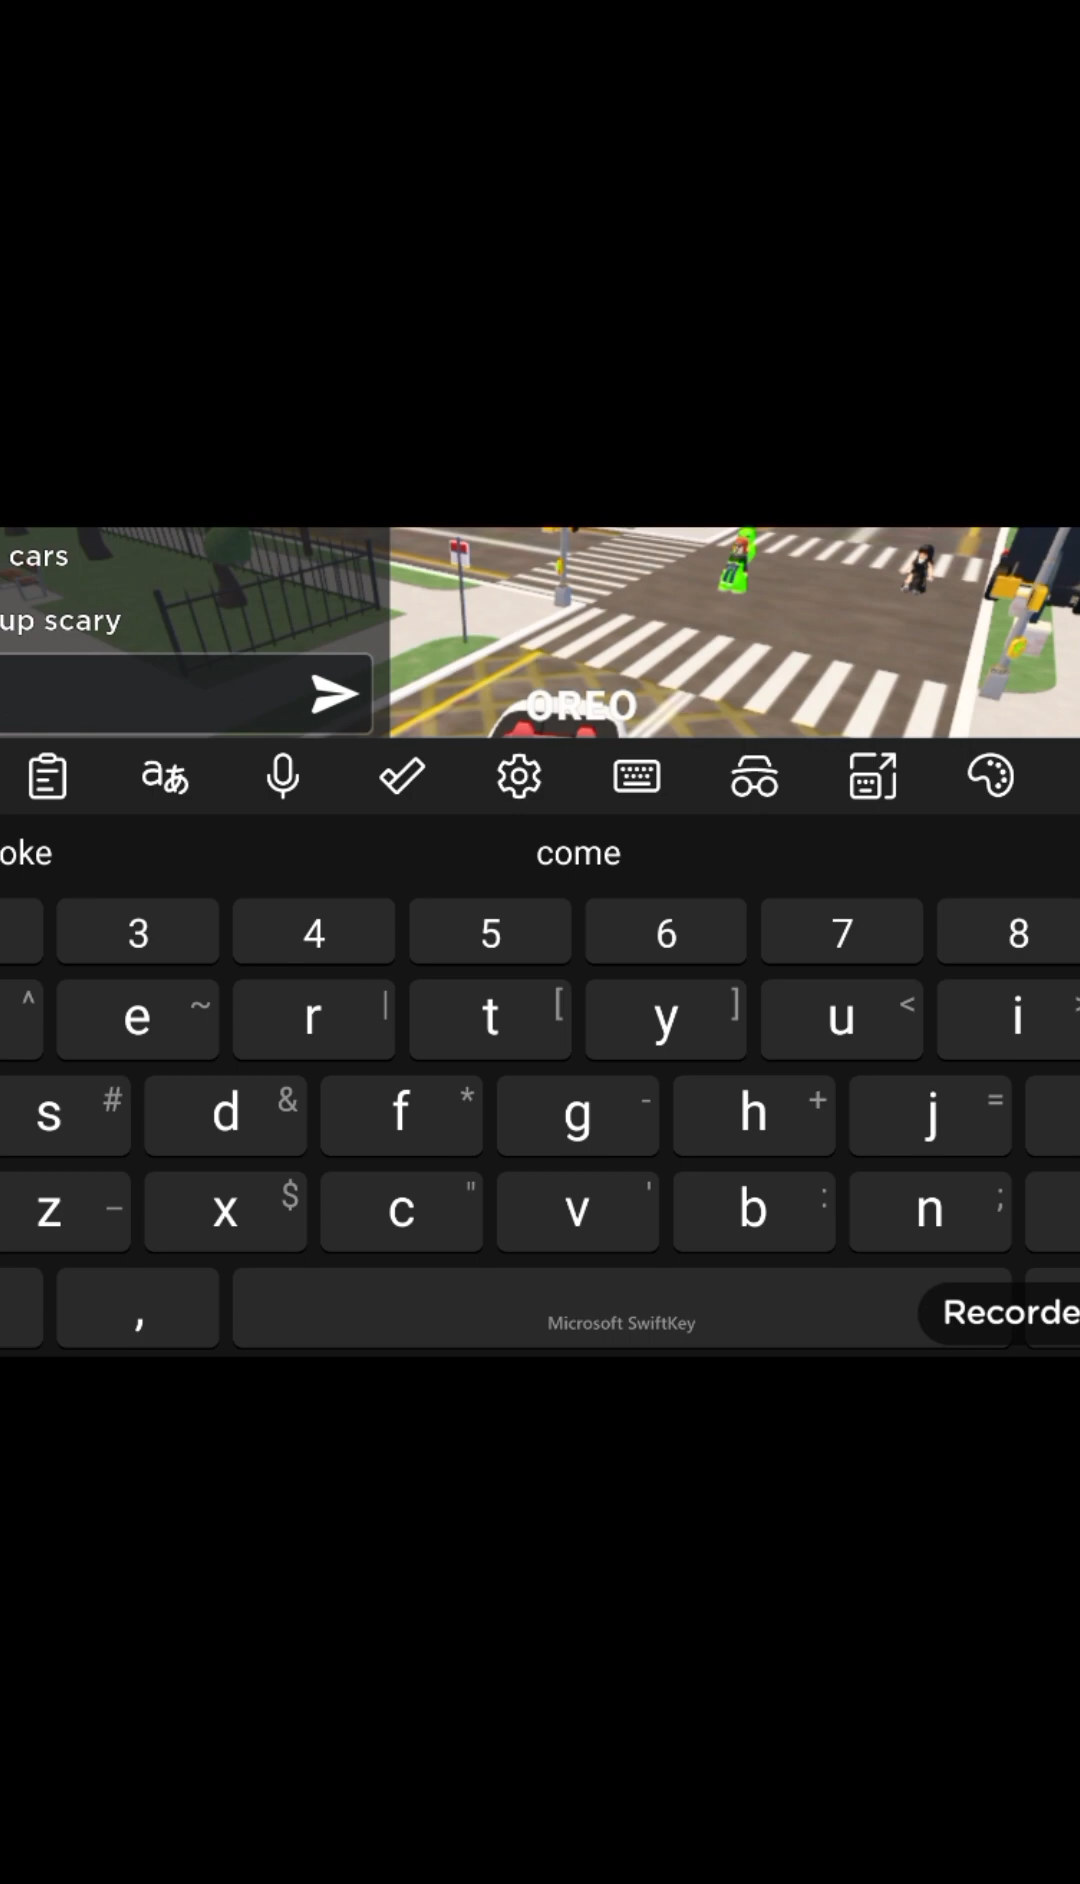 cars
up scary
OREO
aあ
oke come
3 4 5 6 7 8
^ e ~ r | t [ y ] u < i
s # d & f * g - h + j =
z _ x $ c " v ' b : n ;
, Microsoft SwiftKey Recorde